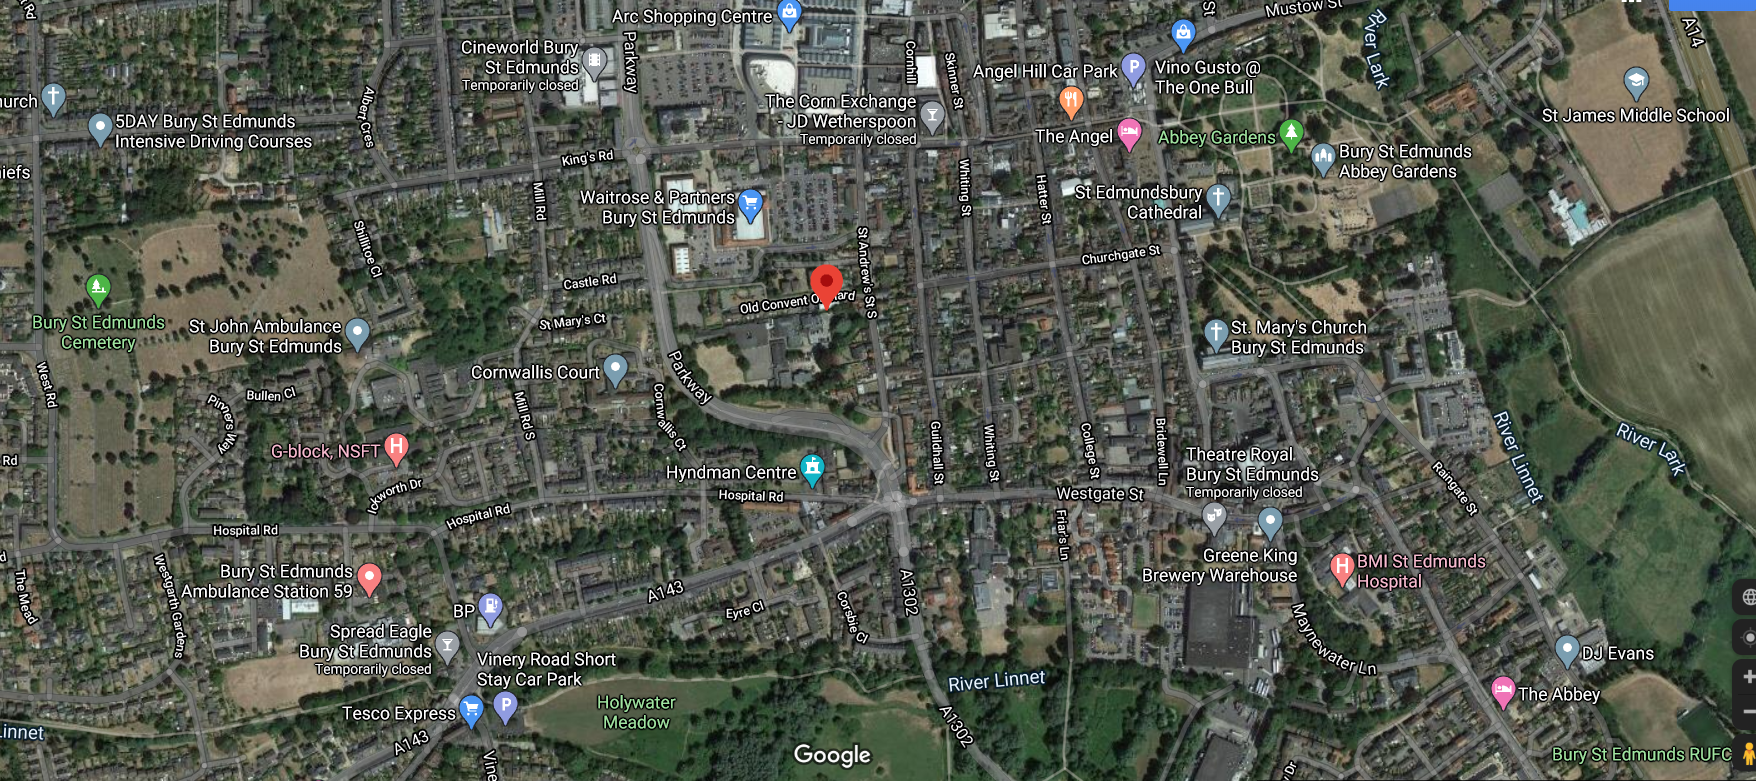 Arc Shopping Centre
Mustow St
St
River Lark
A14
Cineworld Bury
St Edmunds
Temporarily closed
Parkway
Cornhill
Skinner St
Angel Hill Car Park
Vino Gusto @
The One Bull
St James Middle School
5DAY Bury St Edmunds
Intensive Driving Courses
Albert Cres
The Corn Exchange
- JD Wetherspoon
Temporarily closed
The Angel
Abbey Gardens
Bury St Edmunds
Abbey Gardens
King's Rd
Mill Rd
Whiting St
Hatter St
Waitrose & Partners
Bury St Edmunds
St Edmundsbury
Cathedral
Shillitoe Cl
St Andrew's St S
Churchgate St
Castle Rd
Old Convent Orchard
Bury St Edmunds
Cemetery
St John Ambulance
Bury St Edmunds
St Mary's Ct
St. Mary's Church
Bury St Edmunds
West Rd
Cornwallis Court
Parkway
Bullen Cl
Pinners Way
Mill Rd S
Cornwallis Ct
Guildhall St
Whiting St
College St
Bridewell Ln
River Linnet
River Lark
Rd
G-block, NSFT
Hyndman Centre
Theatre Royal
Bury St Edmunds
Temporarily closed
Raingate St
Ickworth Dr
Hospital Rd
Westgate St
Hospital Rd
Hospital Rd
Friar's Ln
Greene King
Brewery Warehouse
BMI St Edmunds
Hospital
The Mead
Westgarth Gardens
Bury St Edmunds
Ambulance Station 59
A143
A1302
BP
Eyre Cl
Corsbie Cl
Maynewater Ln
Spread Eagle
Bury St Edmunds
Temporarily closed
Vinery Road Short
Stay Car Park
DJ Evans
River Linnet
The Abbey
Holywater
Meadow
Tesco Express
A143
A1302
Linnet
Google
Bury St Edmunds RUFC